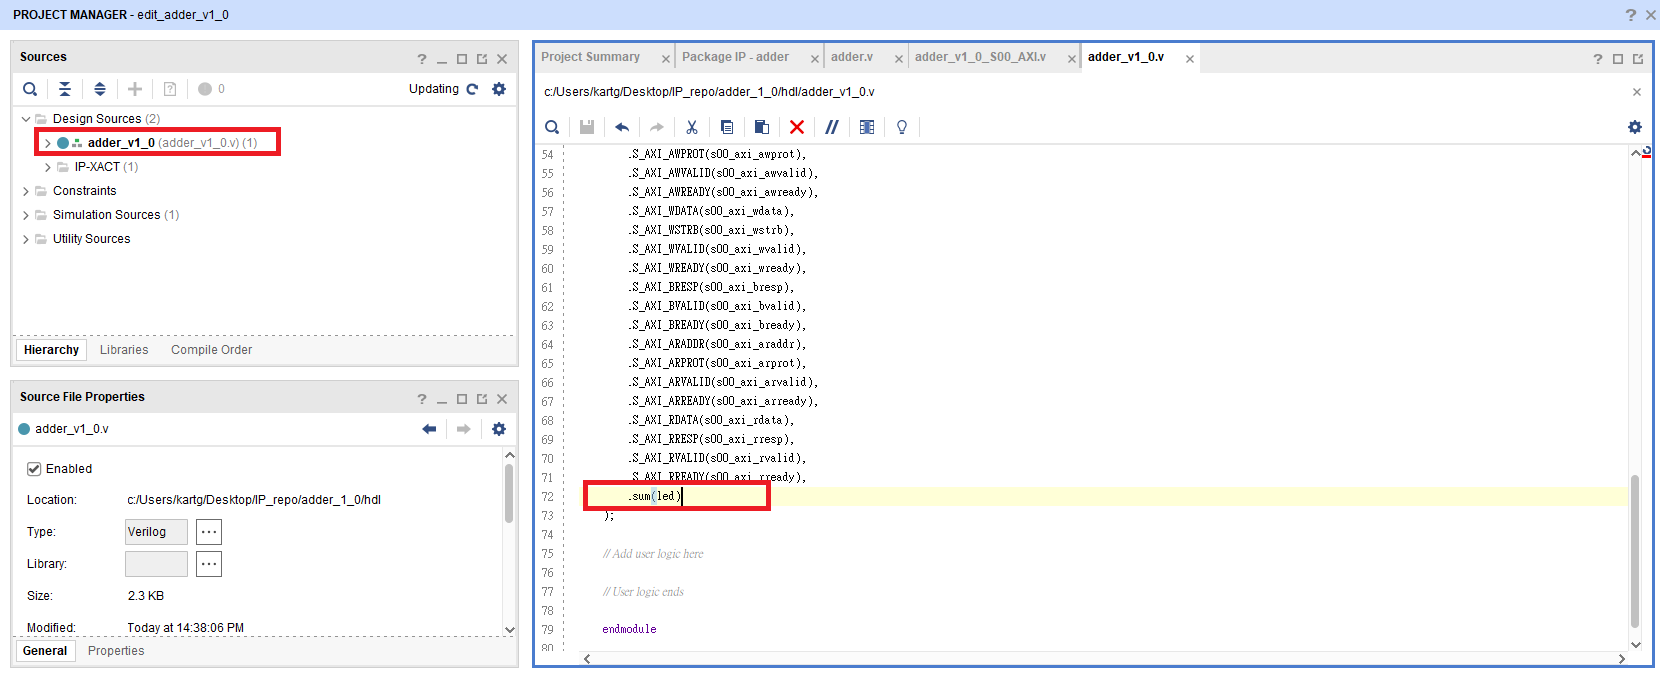 PROJECT MANAGER - edit_adder_v1_0
Sources
Updating
0
Design Sources (2)
adder_v1_0 (adder_v1_0.v) (1)
IP-XACT (1)
Constraints
Simulation Sources (1)
Utility Sources
Hierarchy Libraries Compile Order
Source File Properties
adder_v1_0.v
Enabled
Location: c:/Users/kartg/Desktop/IP_repo/adder_1_0/hdl
Type: Verilog
Library:
Size: 2.3 KB
Modified: Today at 14:38:06 PM
General Properties
Project Summary Package IP - adder adder.v adder_v1_0_S00_AXI.v adder_v1_0.v
c:/Users/kartg/Desktop/IP_repo/adder_1_0/hdl/adder_v1_0.v
54 .S_AXI_AWPROT(s00_axi_awprot),
55 .S_AXI_AWVALID(s00_axi_awvalid),
56 .S_AXI_AWREADY(s00_axi_awready),
57 .S_AXI_WDATA(s00_axi_wdata),
58 .S_AXI_WSTRB(s00_axi_wstrb),
59 .S_AXI_WVALID(s00_axi_wvalid),
60 .S_AXI_WREADY(s00_axi_wready),
61 .S_AXI_BRESP(s00_axi_bresp),
62 .S_AXI_BVALID(s00_axi_bvalid),
63 .S_AXI_BREADY(s00_axi_bready),
64 .S_AXI_ARADDR(s00_axi_araddr),
65 .S_AXI_ARPROT(s00_axi_arprot),
66 .S_AXI_ARVALID(s00_axi_arvalid),
67 .S_AXI_ARREADY(s00_axi_arready),
68 .S_AXI_RDATA(s00_axi_rdata),
69 .S_AXI_RRESP(s00_axi_rresp),
70 .S_AXI_RVALID(s00_axi_rvalid),
71 .S_AXI_RREADY(s00_axi_rready),
72 .sum(led)
73 );
74
75 // Add user logic here
76
77 // User logic ends
78
79 endmodule
80